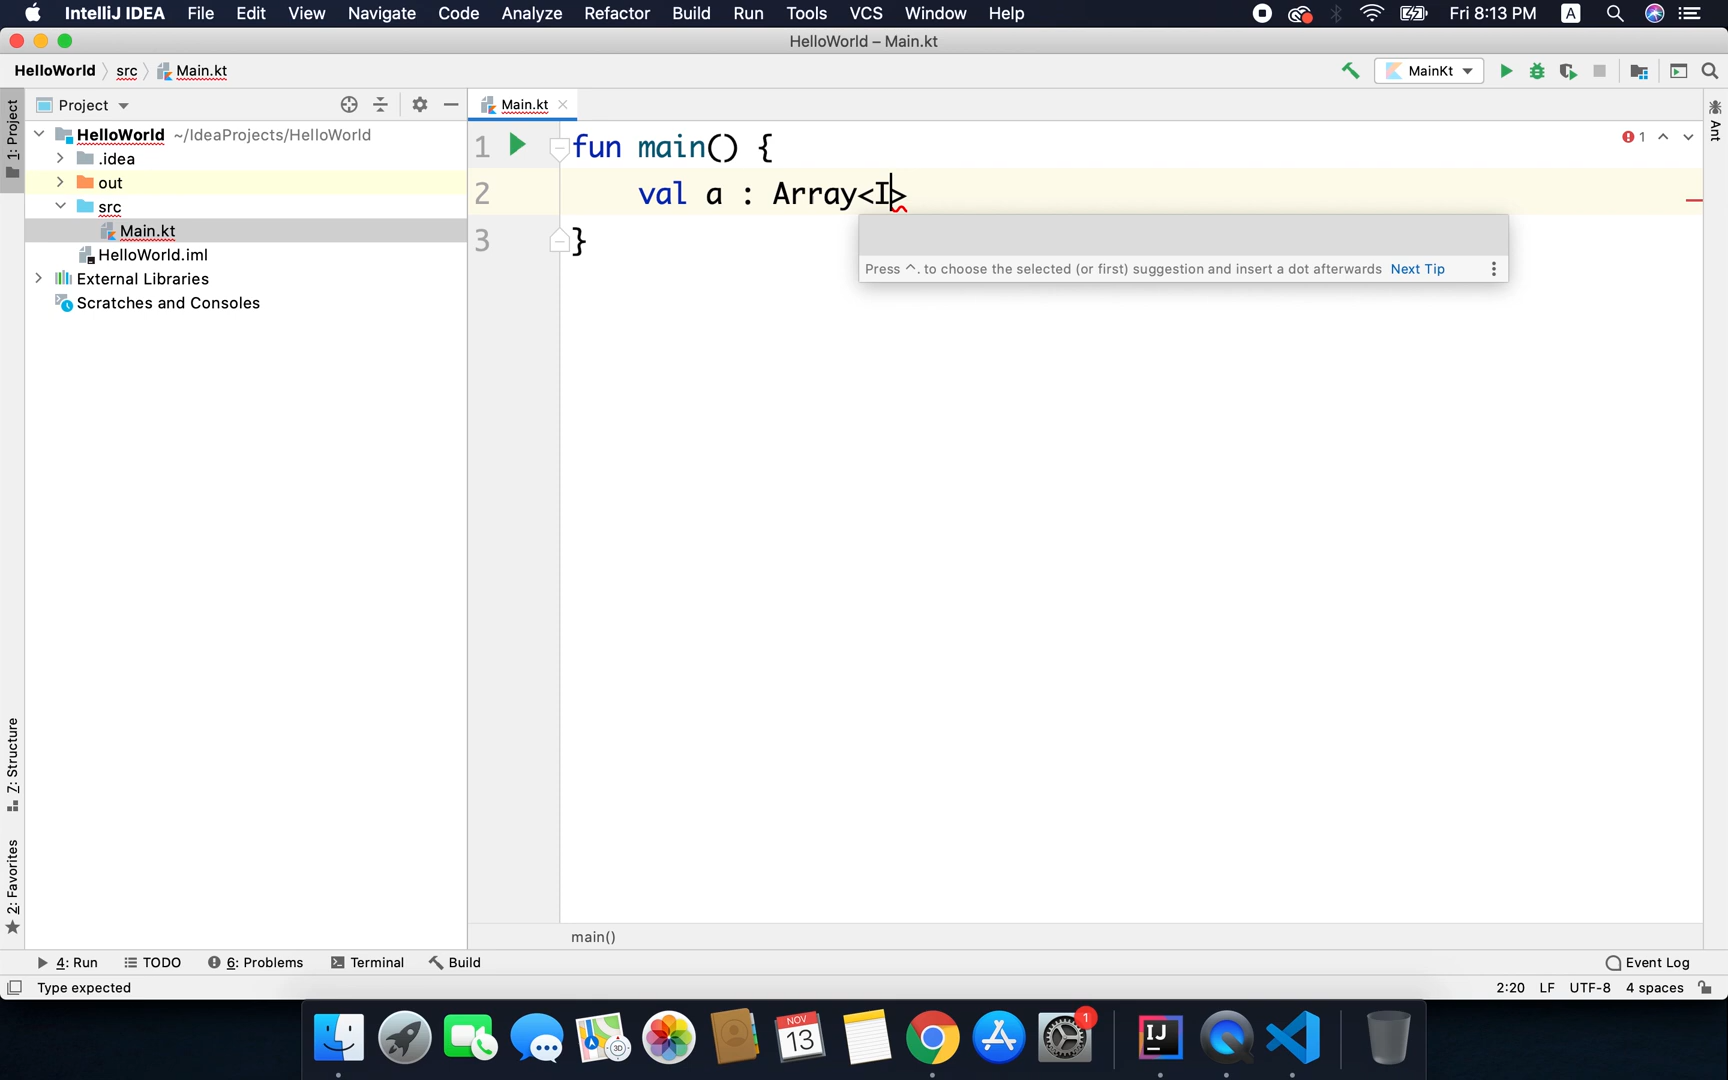 IntelliJ IDEA File Edit View Navigate Code Analyze Refactor Build Run Tools VCS Window Help Fri 8:13 PM A
HelloWorld – Main.kt
HelloWorld src Main.kt MainKt
Project Main.kt
1: Project
HelloWorld ~/IdeaProjects/HelloWorld
.idea
out
src
Main.kt
HelloWorld.iml
External Libraries
Scratches and Consoles
1 fun main() {
2 val a : Array<I>
3 }
1
Ant
Press ^. to choose the selected (or first) suggestion and insert a dot afterwards Next Tip
Z: Structure
2: Favorites
main()
4: Run TODO 6: Problems Terminal Build Event Log
Type expected 2:20 LF UTF-8 4 spaces
NOV
13
3D
1
IJ